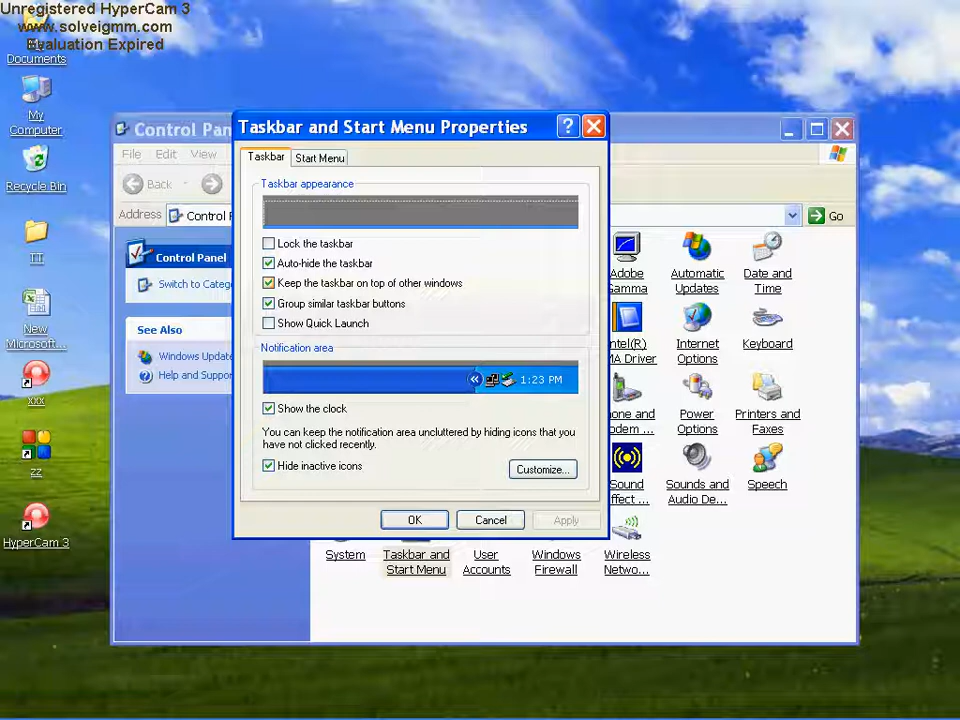 Unregistered HyperCam 3
www.solveigmm.com
Evaluation Expired
Documents
My
Computer
Recycle Bin
TT
New
Microsoft...
xxx
zz
HyperCam 3
Control Pan
File Edit View
Back
Address Control P
Go
Control Panel
Switch to Categ
See Also
Windows Update
Help and Suppor
Taskbar and Start Menu Properties
Taskbar Start Menu
Taskbar appearance
Lock the taskbar
Auto-hide the taskbar
Keep the taskbar on top of other windows
Group similar taskbar buttons
Show Quick Launch
Notification area
1:23 PM
Show the clock
You can keep the notification area uncluttered by hiding icons that you
have not clicked recently.
Hide inactive icons
Customize...
OK Cancel Apply
Adobe
Gamma
Automatic
Updates
Date and
Time
ntel(R)
MA Driver
Internet
Options
Keyboard
hone and
odem ...
Power
Options
Printers and
Faxes
Sound
ffect ...
Sounds and
Audio De...
Speech
System
Taskbar and
Start Menu
User
Accounts
Windows
Firewall
Wireless
Netwo...